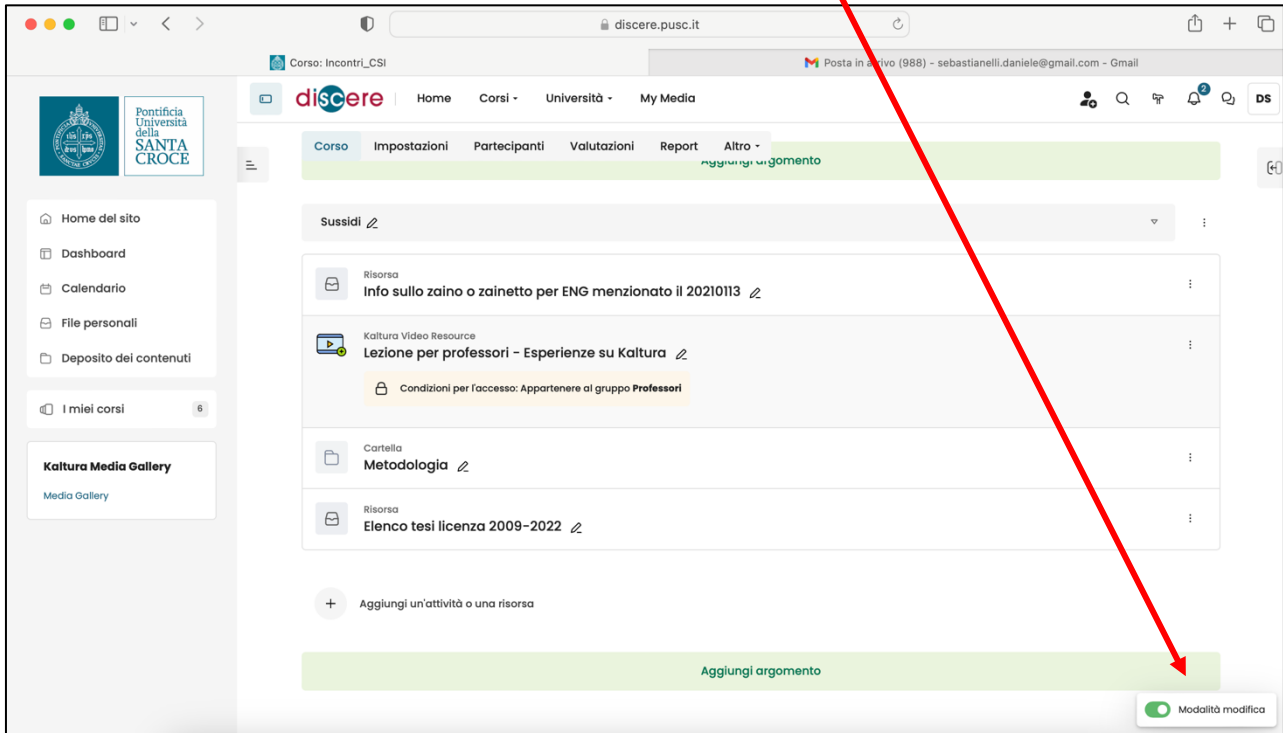 discere.pusc.it
Corso: Incontri_CSI
Posta in arrivo (988) – sebastianelli.daniele@gmail.com – Gmail
Pontificia
Università
della
SANTA
CROCE
discere
Home
Corsi
Università
My Media
2
DS
Corso
Impostazioni
Partecipanti
Valutazioni
Report
Altro
Aggiungi argomento
Home del sito
Dashboard
Calendario
File personali
Deposito dei contenuti
I miei corsi
6
Kaltura Media Gallery
Media Gallery
Sussidi
Risorsa
Info sullo zaino o zainetto per ENG menzionato il 20210113
Kaltura Video Resource
Lezione per professori - Esperienze su Kaltura
Condizioni per l'accesso: Appartenere al gruppo Professori
Cartella
Metodologia
Risorsa
Elenco tesi licenza 2009-2022
Aggiungi un'attività o una risorsa
Aggiungi argomento
Modalità modifica